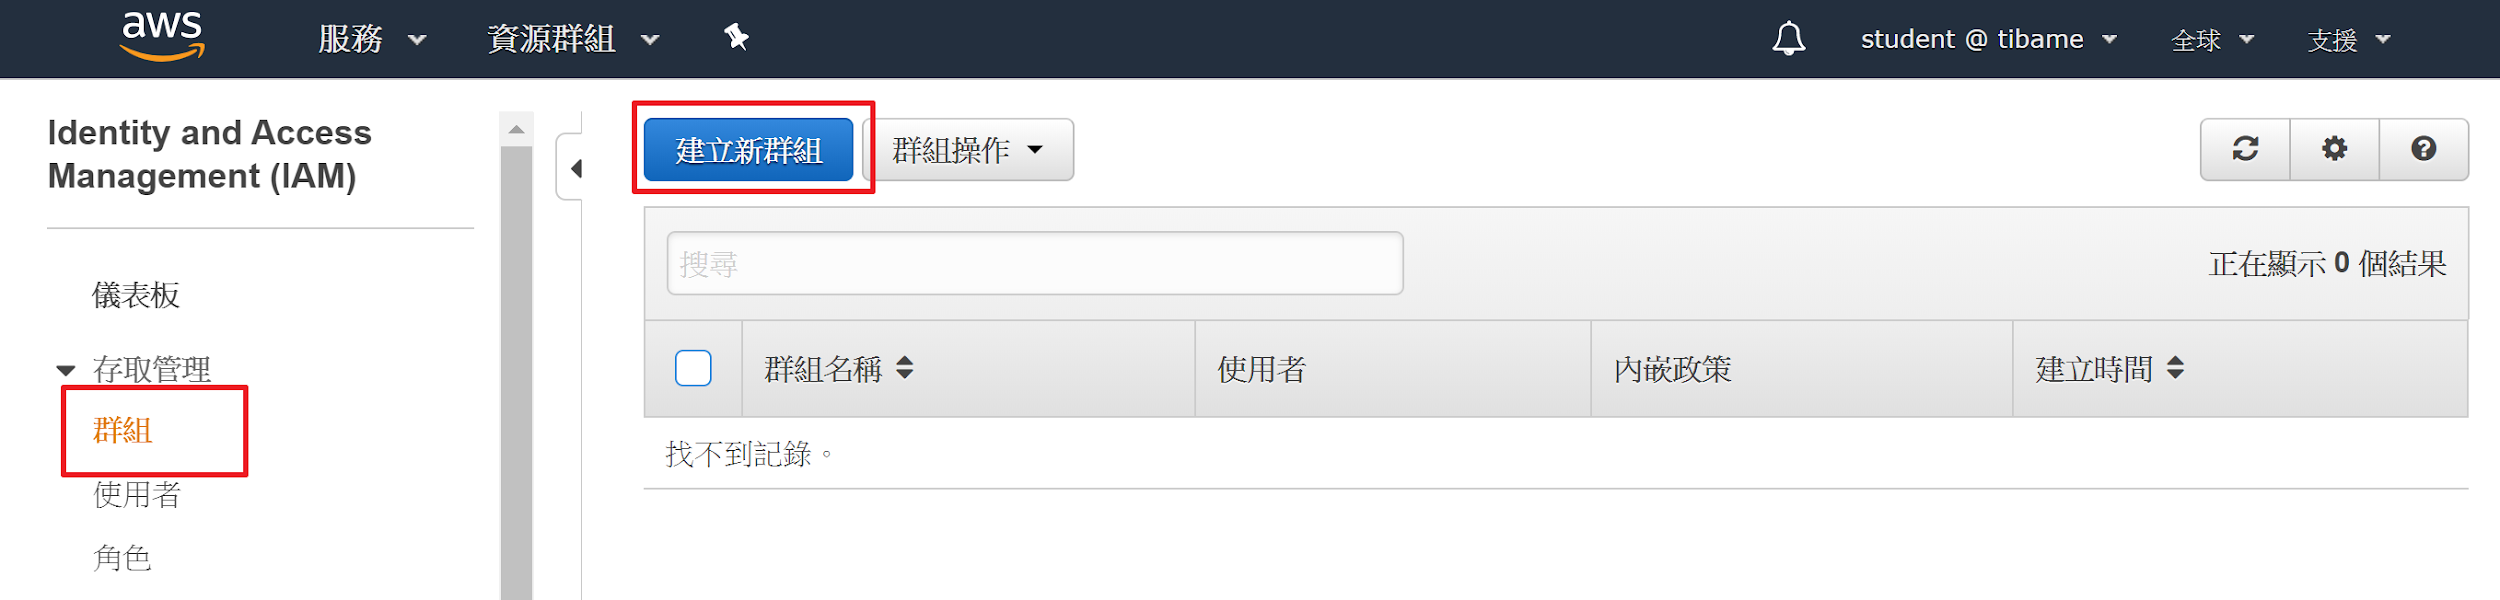 aws 服務 資源群組 student @ tibame 全球 支援
Identity and Access
Management (IAM)
儀表板
存取管理
群組
使用者
角色
建立新群組 群組操作
搜尋 正在顯示 0 個結果
群組名稱 使用者 內嵌政策 建立時間
找不到記錄。